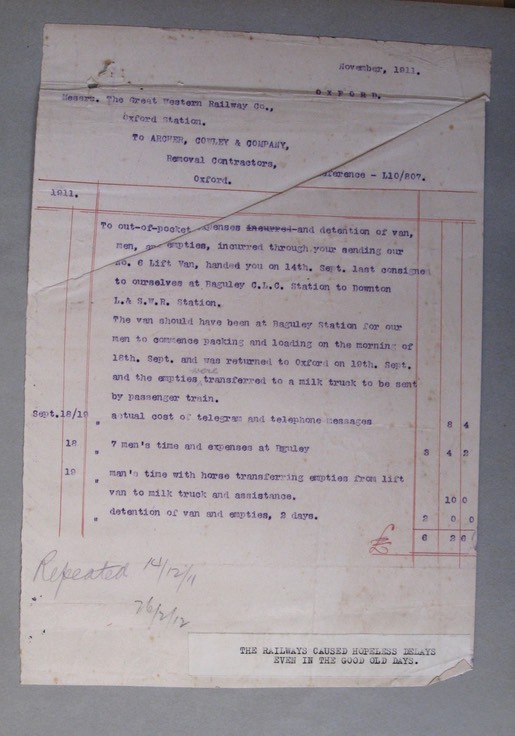 November, 1911.
OXFORD.
Messrs. The Great Western Railway Co.,
Oxford Station.
To ARCHER, COWLEY & COMPANY,
Removal Contractors,
Oxford.
ference - L10/807.
1911.
To out-of-pocket penses incurred and detention of van,
men, and empties, incurred through your sending our
No. 6 Lift Van, handed you on 14th. Sept. last consigned
to ourselves at Baguley C.L.C. Station to Downton
L.& S.W.R. Station.
The van should have been at Baguley Station for our
men to commence packing and loading on the morning of
18th. Sept. and was returned to Oxford on 19th. Sept.
and the empties were transferred to a milk truck to be sent
by passenger train.
Sept.18/19 " actual cost of telegram and telephone messages 8 4
18 " 7 men's time and expenses at Bguley 3 4 2
19 " man's time with horse transferring empties from lift
van to milk truck and assistance. 10 0
" detention of van and empties, 2 days. 2 0 0
£ 6 2 6
Repeated 14/12/11
26/2/12
THE RAILWAYS CAUSED HOPELESS DELAYS
EVEN IN THE GOOD OLD DAYS.